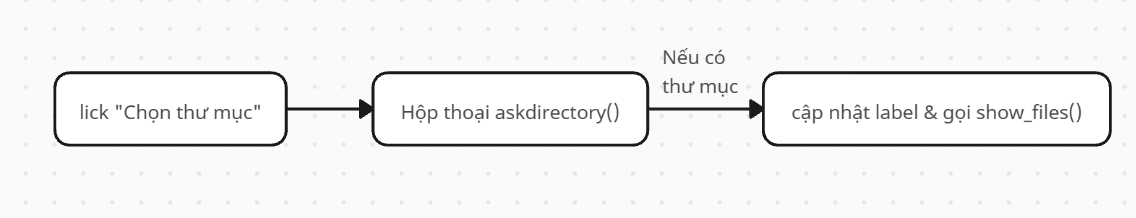 lick "Chọn thư mục"
Hộp thoại askdirectory()
Nếu có
thư mục
cập nhật label & gọi show_files()